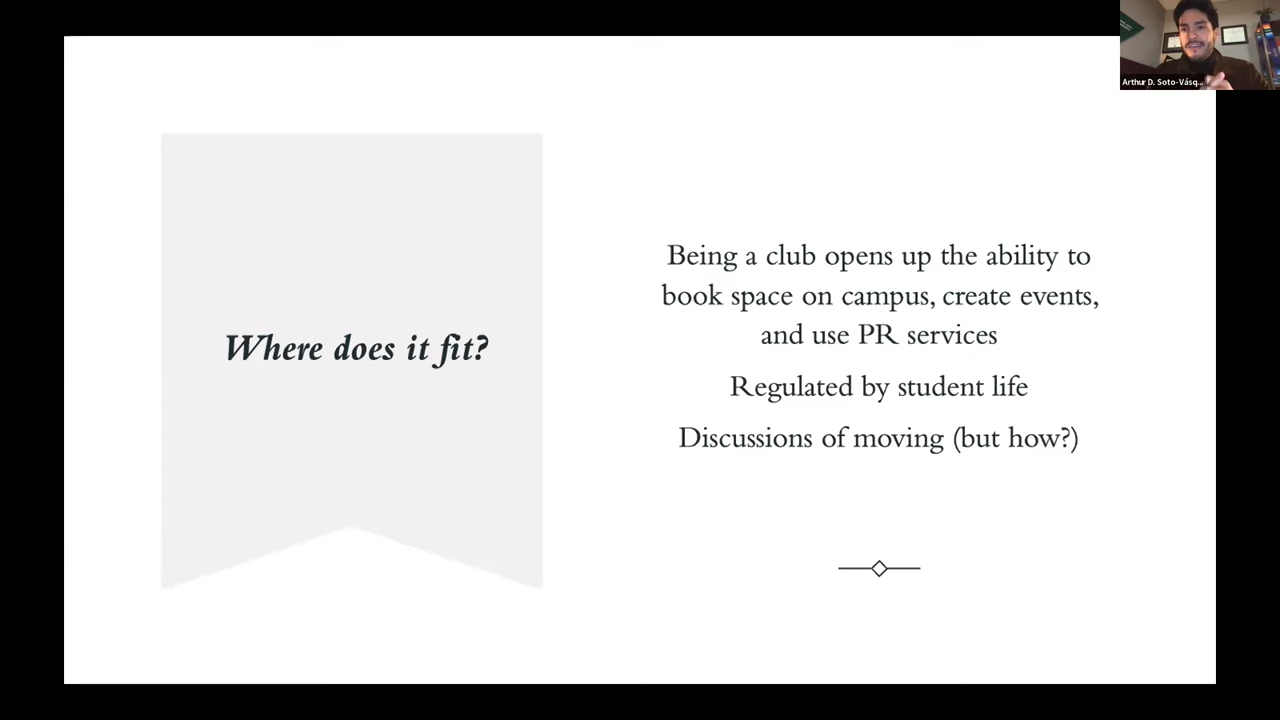 Arthur D. Soto-Vásq...
Where does it fit?
Being a club opens up the ability to
book space on campus, create events,
and use PR services
Regulated by student life
Discussions of moving (but how?)